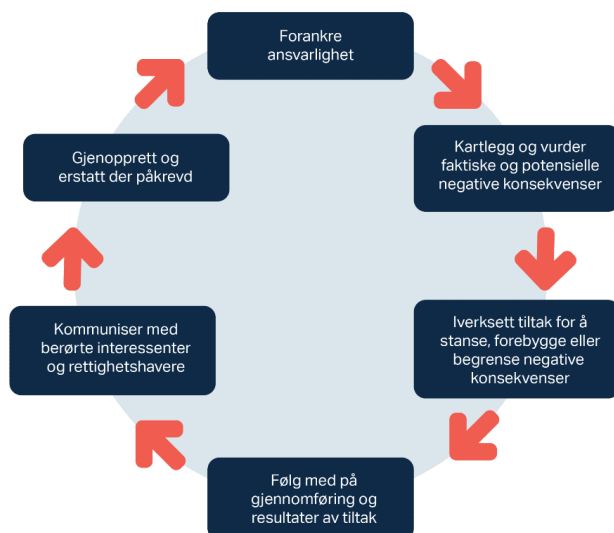 Forankre
ansvarlighet
Kartlegg og vurder
faktiske og potensielle
negative konsekvenser
Iverksett tiltak for å
stanse, forebygge eller
begrense negative
konsekvenser
Følg med på
gjennomføring og
resultater av tiltak
Kommuniser med
berørte interessenter
og rettighetshavere
Gjenopprett og
erstatt der påkrevd